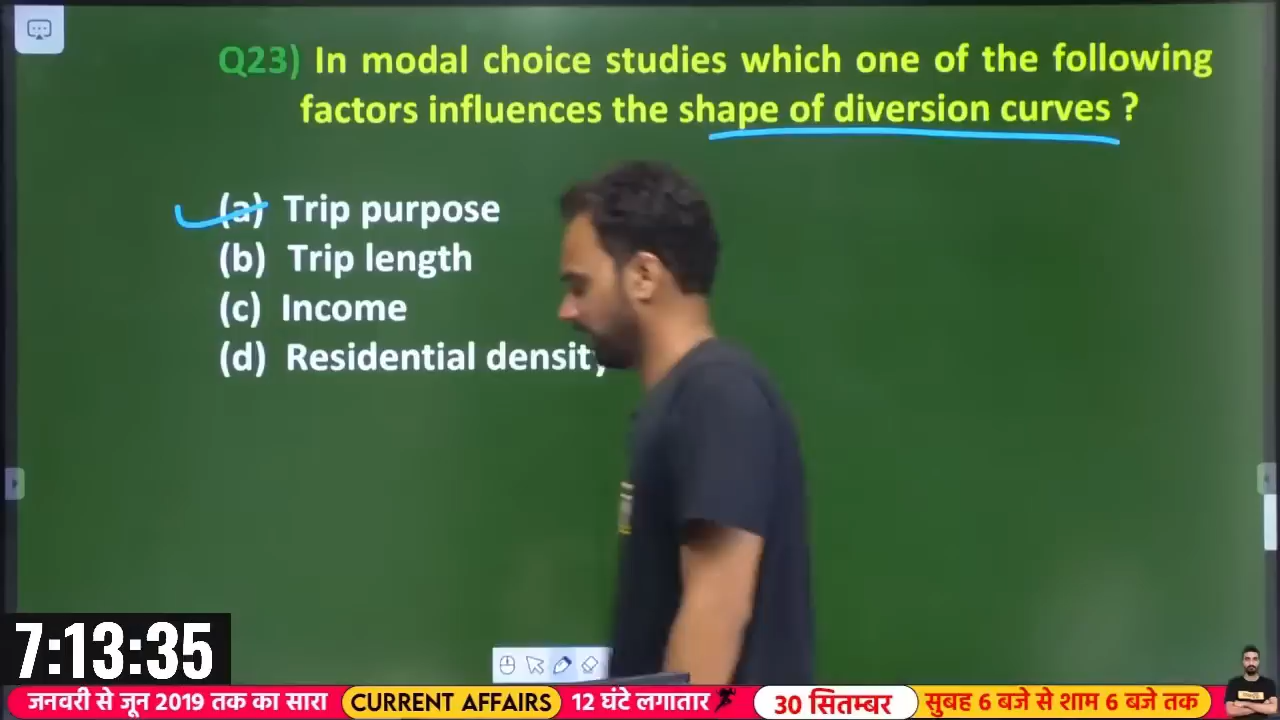 Q23) In modal choice studies which one of the following
factors influences the shape of diversion curves ?
(a) Trip purpose
(b) Trip length
(c) Income
(d) Residential density
7:13:35
जनवरी से जून 2019 तक का सारा CURRENT AFFAIRS 12 घंटे लगातार 30 सितम्बर सुबह 6 बजे से शाम 6 बजे तक